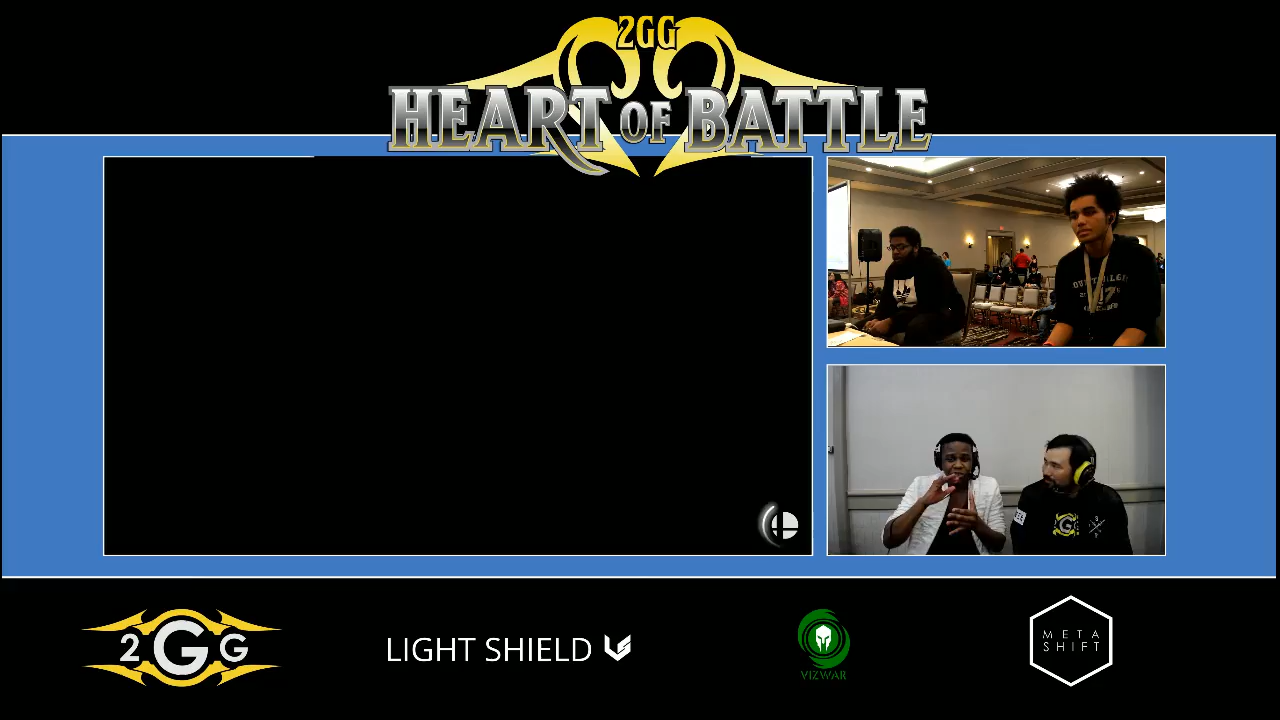 2GG
HEART OF BATTLE
2GG
LIGHT SHIELD
VIZWAR
META
SHIFT